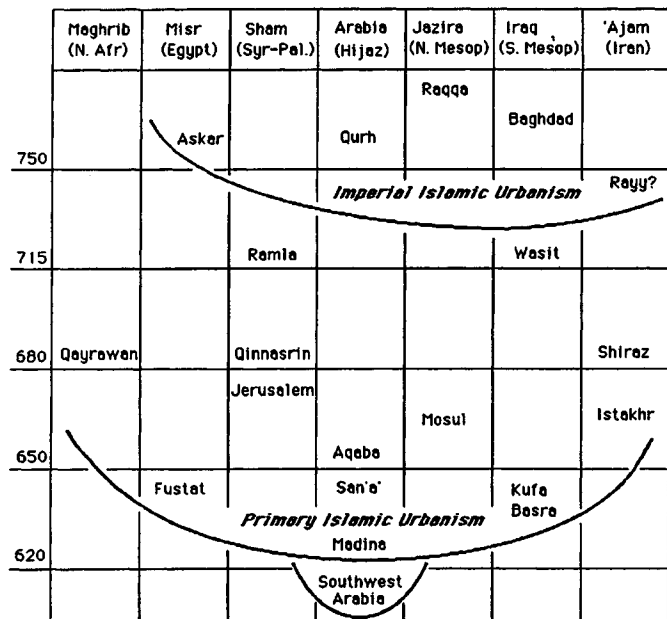 Maghrib Misr Sham Arabia Jazira Iraq 'Ajam
(N. Afr) (Egypt) (Syr-Pal.) (Hijaz) (N. Mesop) (S. Mesop) (Iran)
Raqqa
Baghdad
Askar Qurh
750
Imperial Islamic Urbanism Rayy?
Ramla Wasit
715
Qayrawan Qinnasrin Shiraz
680
Jerusalem
Mosul Istakhr
Aqaba
650
Fustat San'a' Kufa
Basra
Primary Islamic Urbanism
Madina
620
Southwest
Arabia